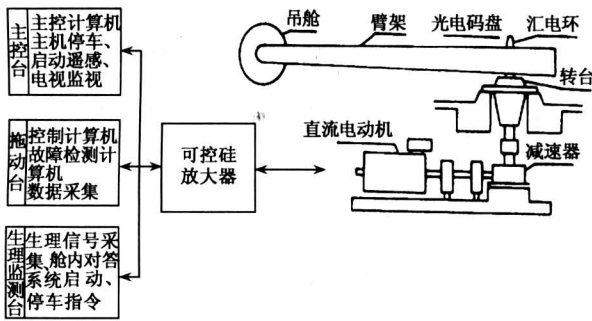 主控台
主控计算机
主机停车、
启动遥感、
电视监视
拖动台
控制计算机
故障检测计
算机
数据采集
生理监测台
生理信号采
集、舱内对答
系统启动、
停车指令
可控硅
放大器
吊舱
臂架
光电码盘
汇电环
转台
直流电动机
减速器